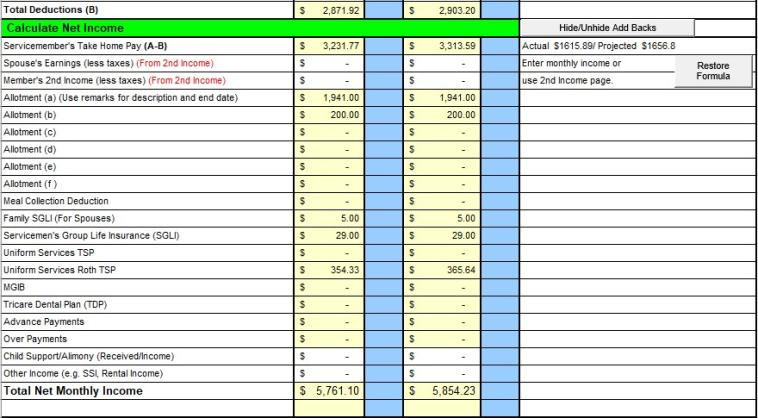 Total Deductions (B) $ 2,871.92 $ 2,903.20
Calculate Net Income Hide/Unhide Add Backs
Servicemember's Take Home Pay (A-B) $ 3,231.77 $ 3,313.59 Actual $1615.89/ Projected $1656.8
Spouse's Earnings (less taxes) (From 2nd Income) $ - $ - Enter monthly income or
Restore
Formula
Member's 2nd Income (less taxes) (From 2nd Income) $ - $ - use 2nd Income page.
Allotment (a) (Use remarks for description and end date) $ 1,941.00 $ 1,941.00
Allotment (b) $ 200.00 $ 200.00
Allotment (c) $ - $ -
Allotment (d) $ - $ -
Allotment (e) $ - $ -
Allotment (f ) $ - $ -
Meal Collection Deduction $ - $ -
Family SGLI (For Spouses) $ 5.00 $ 5.00
Servicemen's Group Life Insurance (SGLI) $ 29.00 $ 29.00
Uniform Services TSP $ - $ -
Uniform Services Roth TSP $ 354.33 $ 365.64
MGIB $ - $ -
Tricare Dental Plan (TDP) $ - $ -
Advance Payments $ - $ -
Over Payments $ - $ -
Child Support/Alimony (Received/Income) $ - $ -
Other Income (e.g. SSI, Rental Income) $ - $ -
Total Net Monthly Income $ 5,761.10 $ 5,854.23